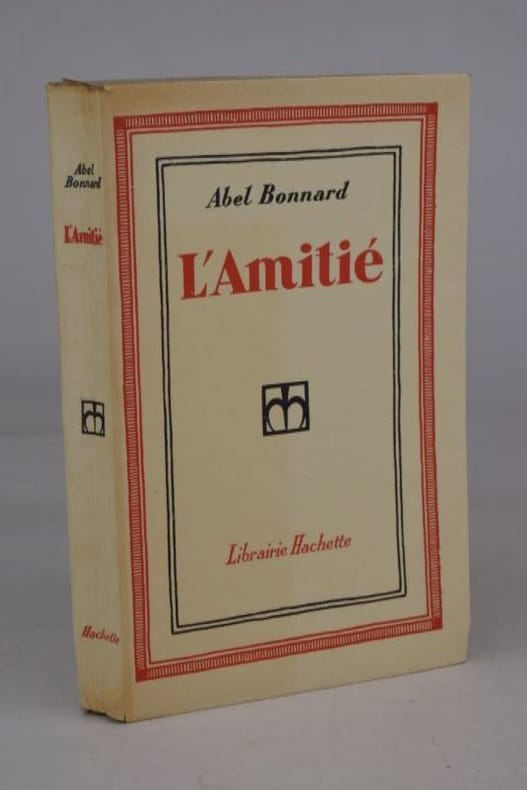 Abel
Bonnard
L'Amitié
Hachette
Abel Bonnard
L'Amitié
Librairie Hachette